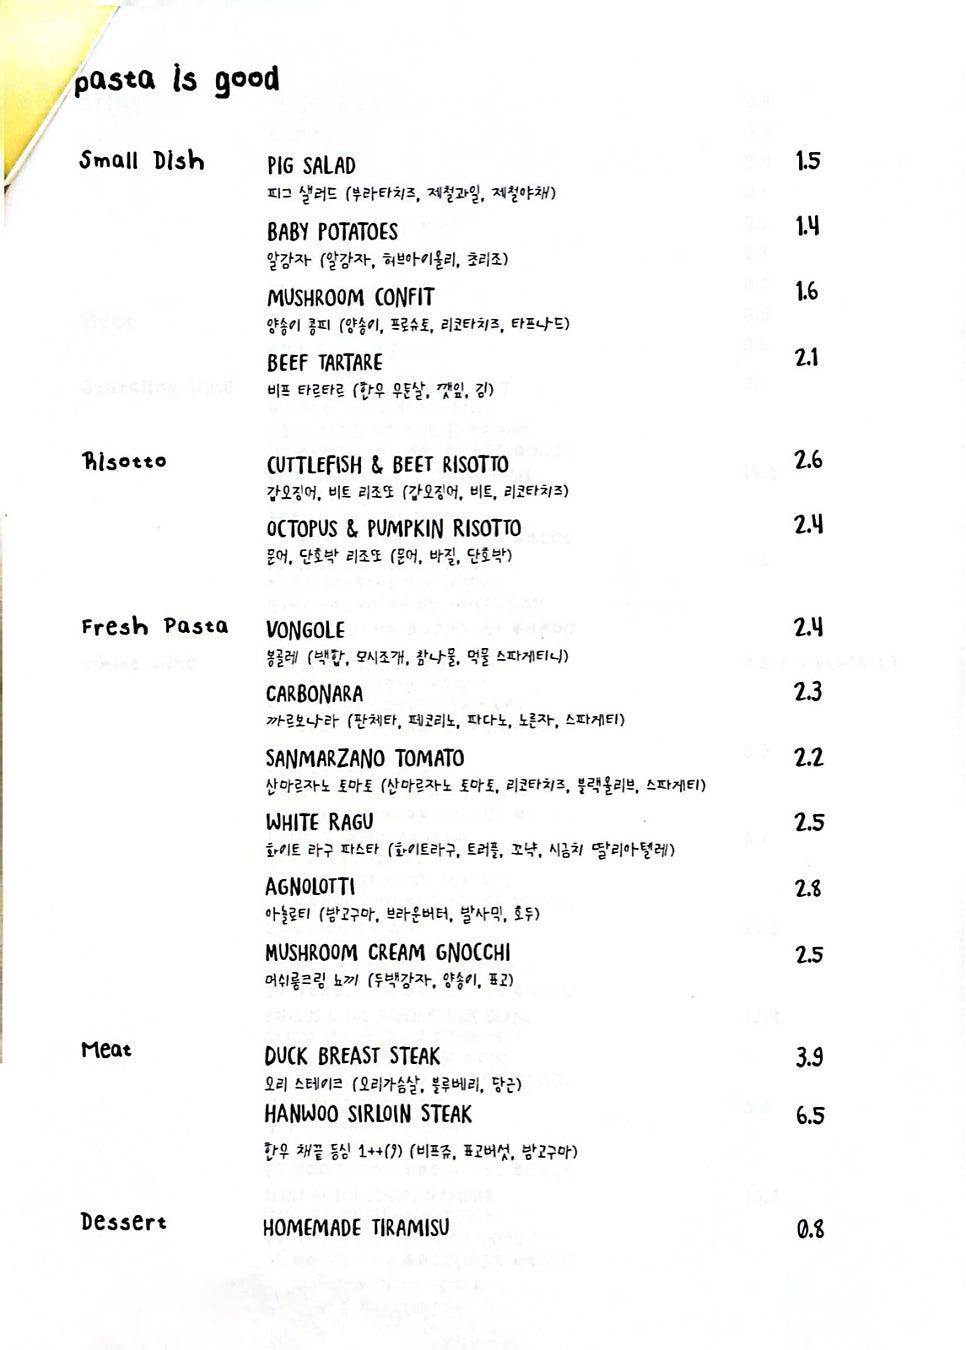 pasta is good
Small Dish
PIG SALAD 1.5
피그 샐러드 (부라타치즈, 제철과일, 제철야채)
BABY POTATOES 1.4
알감자 (알감자, 허브아이올리, 초리조)
MUSHROOM CONFIT 1.6
양송이 콩피 (양송이, 프로슈토, 리코타치즈, 타프나드)
BEEF TARTARE 2.1
비프 타르타르 (한우 우둔살, 깻잎, 김)
Risotto
CUTTLEFISH & BEET RISOTTO 2.6
갑오징어, 비트 리조또 (갑오징어, 비트, 리코타치즈)
OCTOPUS & PUMPKIN RISOTTO 2.4
문어, 단호박 리조또 (문어, 바질, 단호박)
Fresh Pasta
VONGOLE 2.4
봉골레 (백합, 모시조개, 참나물, 먹물 스파게티니)
CARBONARA 2.3
까르보나라 (판체타, 페코리노, 파다노, 노른자, 스파게티)
SANMARZANO TOMATO 2.2
산마르자노 토마토 (산마르자노 토마토, 리코타치즈, 블랙올리브, 스파게티)
WHITE RAGU 2.5
화이트 라구 파스타 (화이트라구, 트러플, 꼬냑, 시금치 딸리아텔레)
AGNOLOTTI 2.8
아뇰로티 (밤고구마, 브라운버터, 발사믹, 호두)
MUSHROOM CREAM GNOCCHI 2.5
머쉬룸크림 뇨끼 (두백감자, 양송이, 표고)
Meat
DUCK BREAST STEAK 3.9
오리 스테이크 (오리가슴살, 블루베리, 당근)
HANWOO SIRLOIN STEAK 6.5
한우 채끝 등심 1++(9) (비프쥬, 표고버섯, 밤고구마)
Dessert
HOMEMADE TIRAMISU 0.8